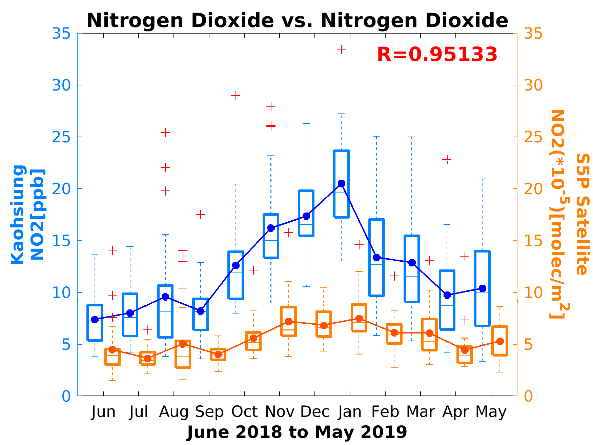 Nitrogen Dioxide vs. Nitrogen Dioxide
R=0.95133
35
30
25
20
15
10
5
0
Kaohsiung
NO2[ppb]
35
30
25
20
15
10
5
0
S5P Satellite
NO2(*10^-5)[molec/m^2]
Jun Jul Aug Sep Oct Nov Dec Jan Feb Mar Apr May
June 2018 to May 2019